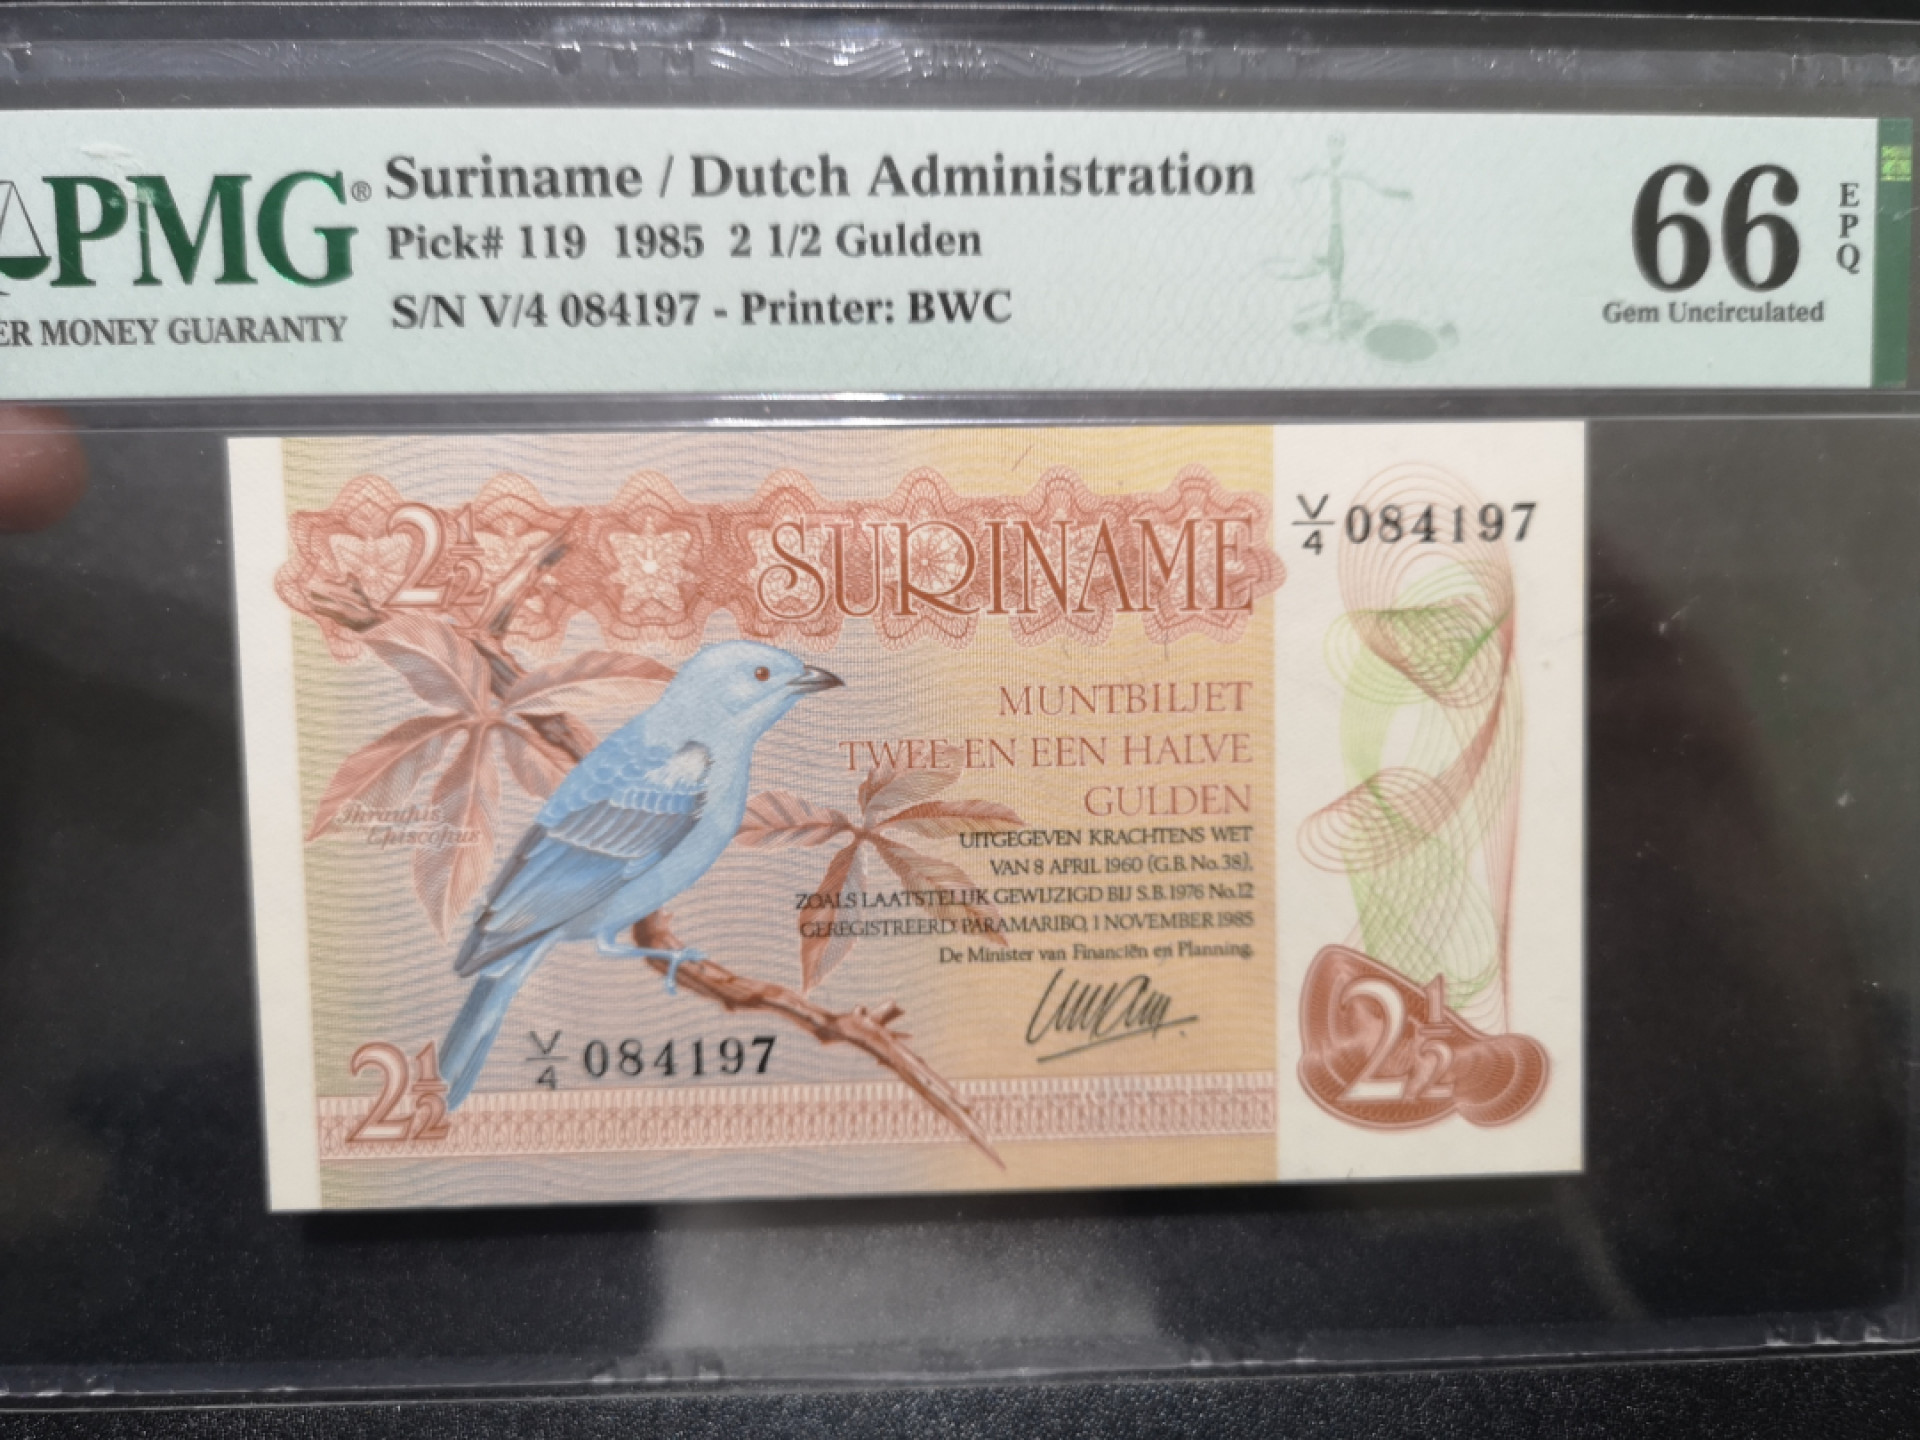 PMG®
ER MONEY GUARANTY
Suriname / Dutch Administration
Pick# 119 1985 2 1/2 Gulden
S/N V/4 084197 - Printer: BWC
66
EPQ
Gem Uncirculated
2½
SURINAME
V/4 084197
MUNTBILJET
TWEE EN EEN HALVE
GULDEN
Thraupis
Episcopus
UITGEGEVEN KRACHTENS WET
VAN 8 APRIL 1960 (G.B. No. 38),
ZOALS LAATSTELIJK GEWIJZIGD BIJ S.B. 1976 No. 12
GEREGISTREERD: PARAMARIBO, 1 NOVEMBER 1985
De Minister van Financiën en Planning,
V/4 084197
2½
2½